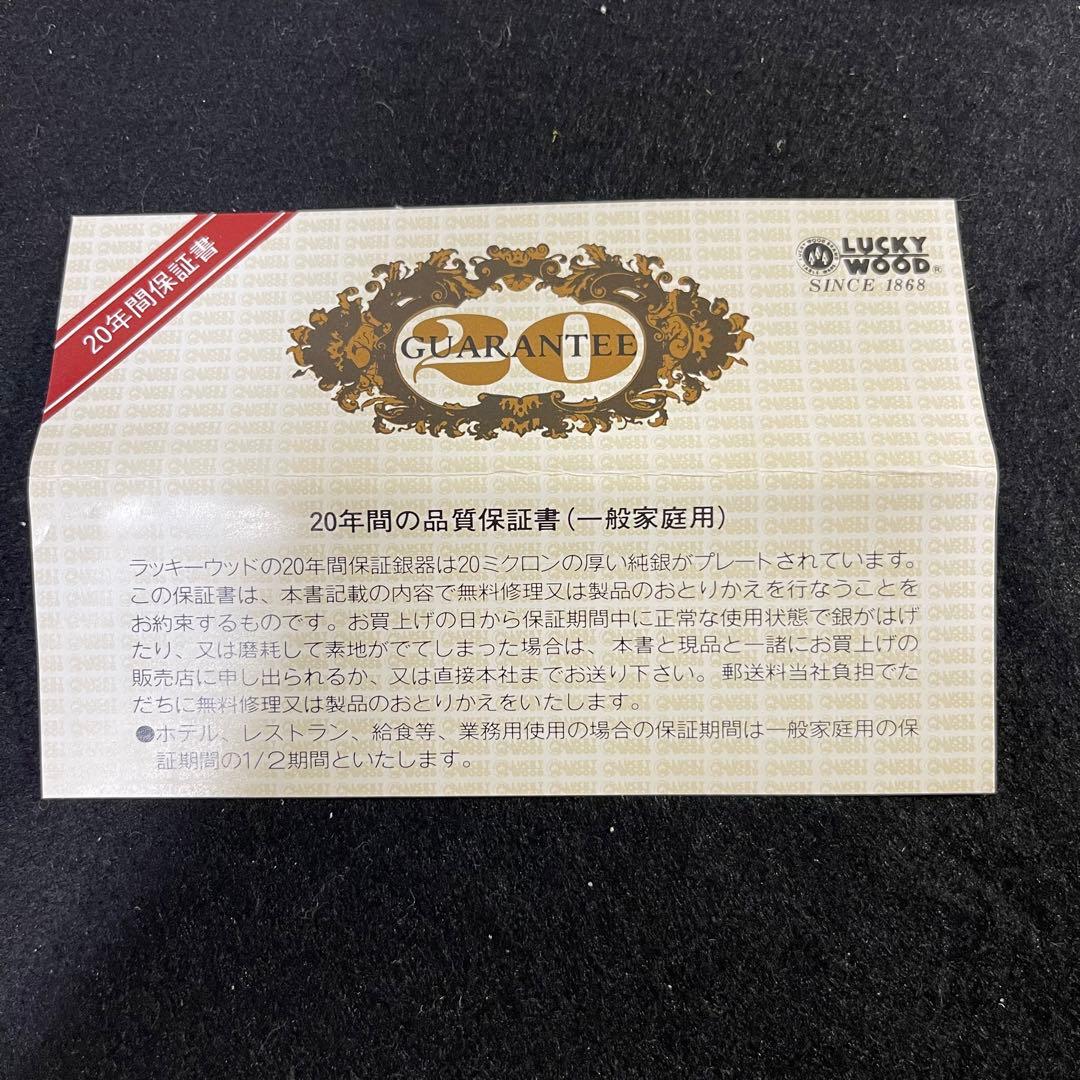 20年間保証書
LUCKY
WOOD®
SINCE 1868
20
GUARANTEE
20年間の品質保証書(一般家庭用)
ラッキーウッドの20年間保証銀器は20ミクロンの厚い純銀がプレートされています。
この保証書は、本書記載の内容で無料修理又は製品のおとりかえを行なうことを
お約束するものです。お買上げの日から保証期間中に正常な使用状態で銀がはげ
たり、又は磨耗して素地がでてしまった場合は、本書と現品と一諸にお買上げの
販売店に申し出られるか、又は直接本社までお送り下さい。郵送料当社負担でた
だちに無料修理又は製品のおとりかえをいたします。
●ホテル、レストラン、給食等、業務用使用の場合の保証期間は一般家庭用の保
証期間の1/2期間といたします。